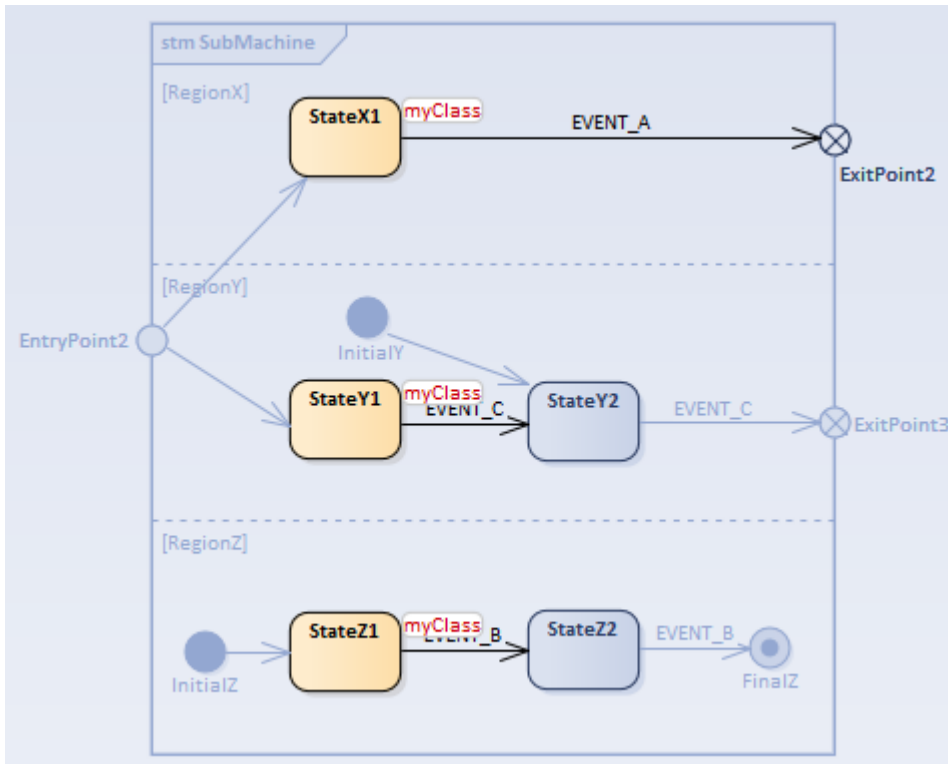 stm SubMachine
[RegionX]
StateX1
myClass
EVENT_A
ExitPoint2
[RegionY]
EntryPoint2
InitialY
StateY1
myClass
EVENT_C
StateY2
EVENT_C
ExitPoint3
[RegionZ]
StateZ1
myClass
EVENT_B
StateZ2
EVENT_B
InitialZ
FinalZ